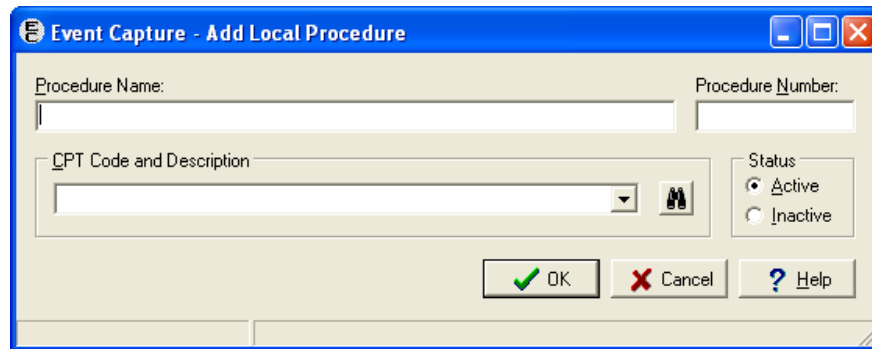 Event Capture - Add Local Procedure
Procedure Name:
Procedure Number:
CPT Code and Description
Status
Active
Inactive
OK
Cancel
? Help